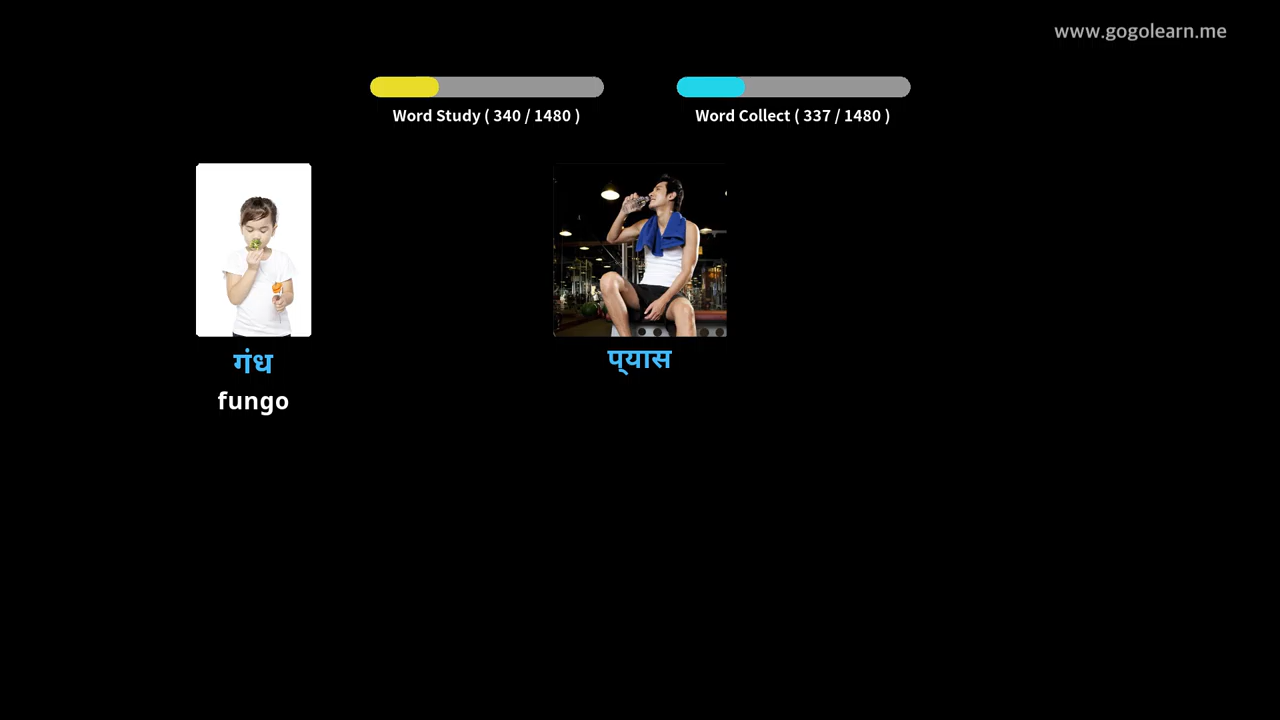 www.gogolearn.me
Word Study ( 340 / 1480 )
Word Collect ( 337 / 1480 )
गंध
fungo
प्यास